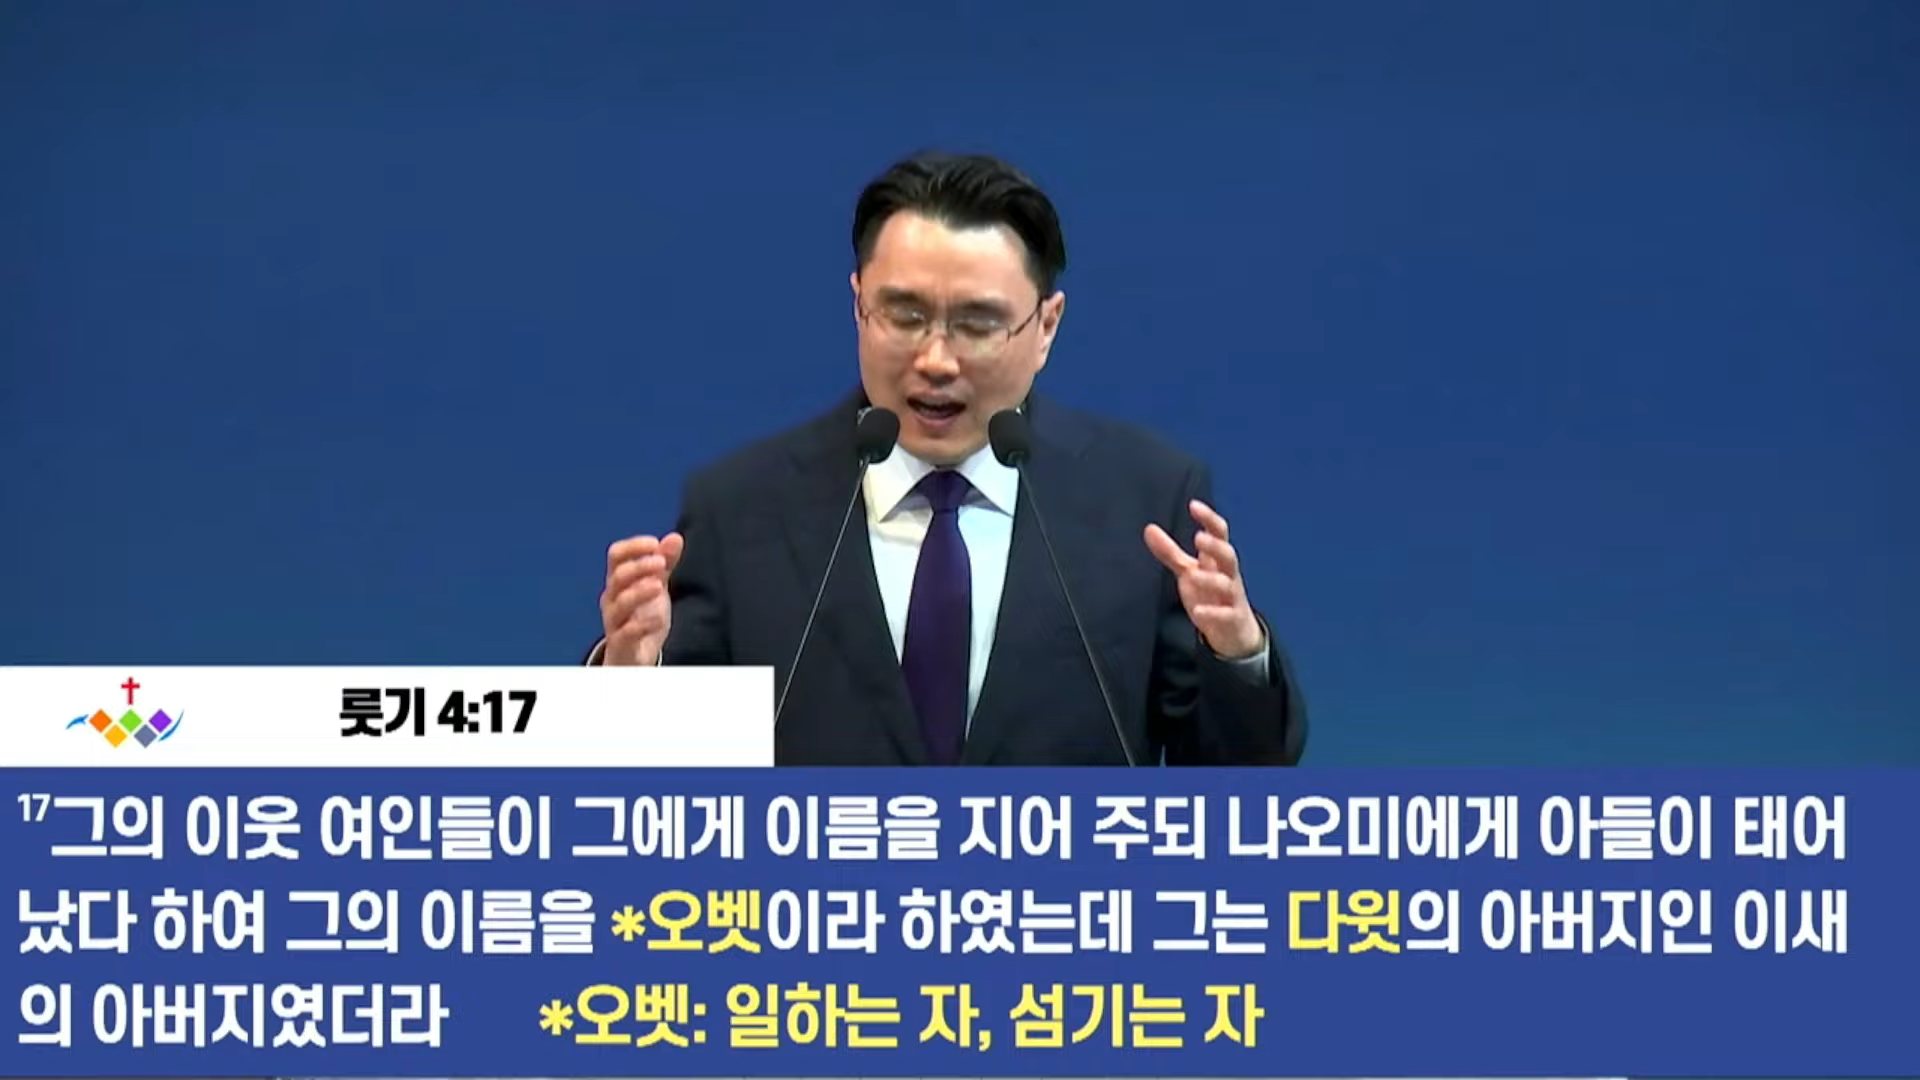 룻기 4:17
17그의 이웃 여인들이 그에게 이름을 지어 주되 나오미에게 아들이 태어
났다 하여 그의 이름을 *오벳이라 하였는데 그는 다윗의 아버지인 이새
의 아버지였더라 *오벳: 일하는 자, 섬기는 자